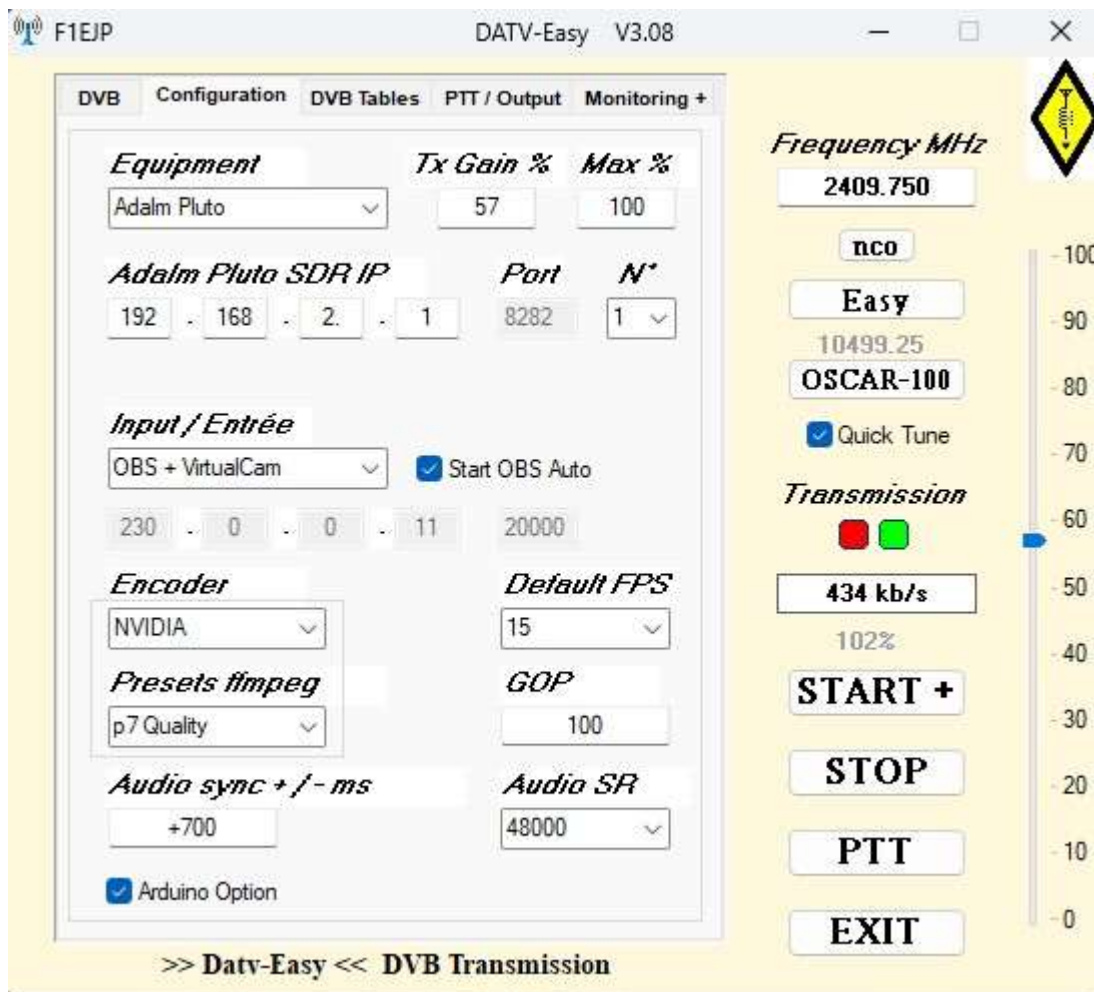 F1EJP DATV-Easy V3.08
DVB Configuration DVB Tables PTT / Output Monitoring +
Equipment Tx Gain % Max %
Adalm Pluto 57 100
Adalm Pluto SDR IP Port N°
192 . 168 . 2. . 1 8282 1
Input / Entrée
OBS + VirtualCam Start OBS Auto
230 . 0 . 0 . 11 20000
Encoder Default FPS
NVIDIA 15
Presets ffmpeg GOP
p7 Quality 100
Audio sync + / - ms Audio SR
+700 48000
Arduino Option
>> Datv-Easy << DVB Transmission
Frequency MHz
2409.750
nco
Easy
10499.25
OSCAR-100
Quick Tune
Transmission
434 kb/s
102%
START +
STOP
PTT
EXIT
100
90
80
70
60
50
40
30
20
10
0